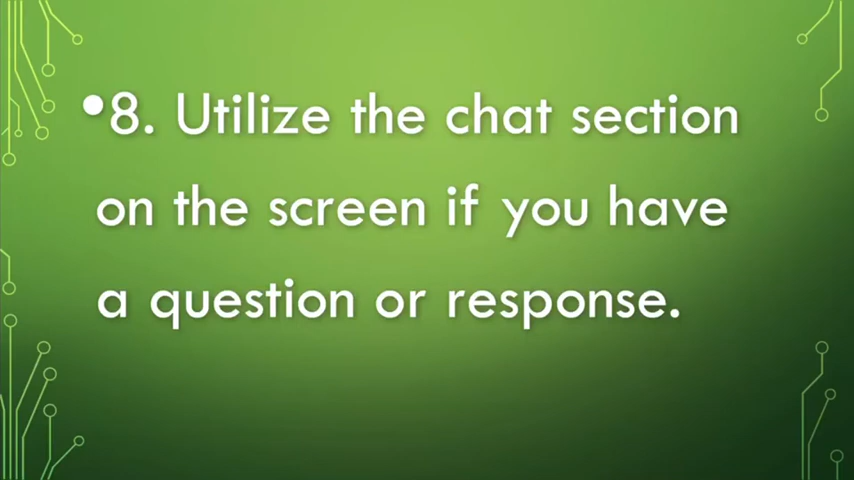 •8. Utilize the chat section
on the screen if you have
a question or response.